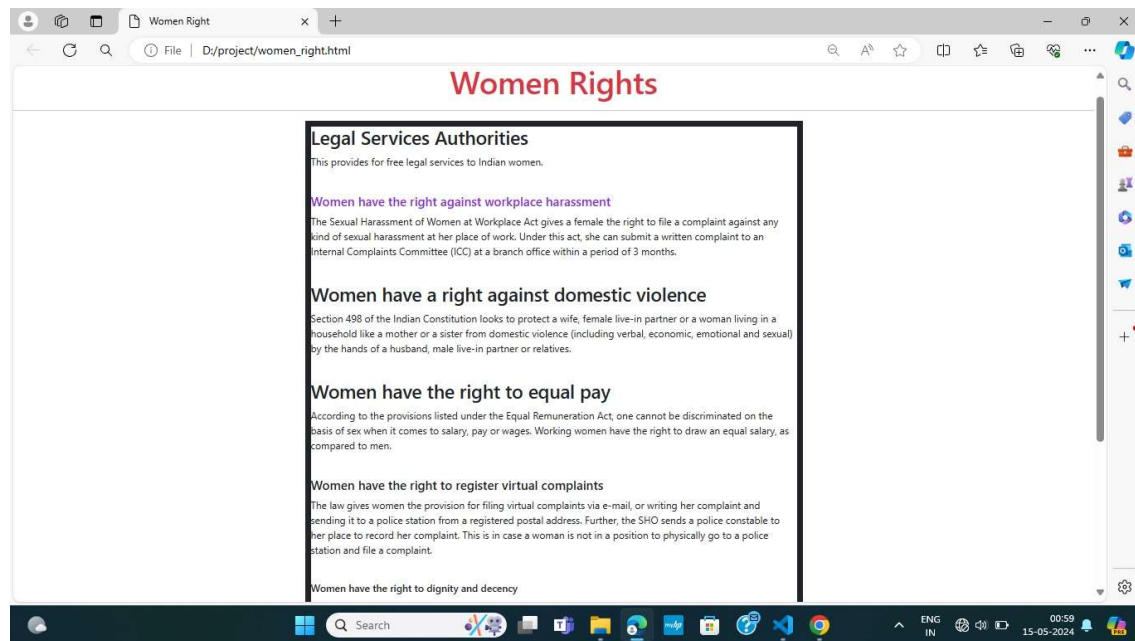 Women Right
File | D:/project/women_right.html
Women Rights
Legal Services Authorities
This provides for free legal services to Indian women.
Women have the right against workplace harassment
The Sexual Harassment of Women at Workplace Act gives a female the right to file a complaint against any
kind of sexual harassment at her place of work. Under this act, she can submit a written complaint to an
Internal Complaints Committee (ICC) at a branch office within a period of 3 months.
Women have a right against domestic violence
Section 498 of the Indian Constitution looks to protect a wife, female live-in partner or a woman living in a
household like a mother or a sister from domestic violence (including verbal, economic, emotional and sexual)
by the hands of a husband, male live-in partner or relatives.
Women have the right to equal pay
According to the provisions listed under the Equal Remuneration Act, one cannot be discriminated on the
basis of sex when it comes to salary, pay or wages. Working women have the right to draw an equal salary, as
compared to men.
Women have the right to register virtual complaints
The law gives women the provision for filing virtual complaints via e-mail, or writing her complaint and
sending it to a police station from a registered postal address. Further, the SHO sends a police constable to
her place to record her complaint. This is in case a woman is not in a position to physically go to a police
station and file a complaint.
Women have the right to dignity and decency
Search
ENG
IN
00:59
15-05-2024